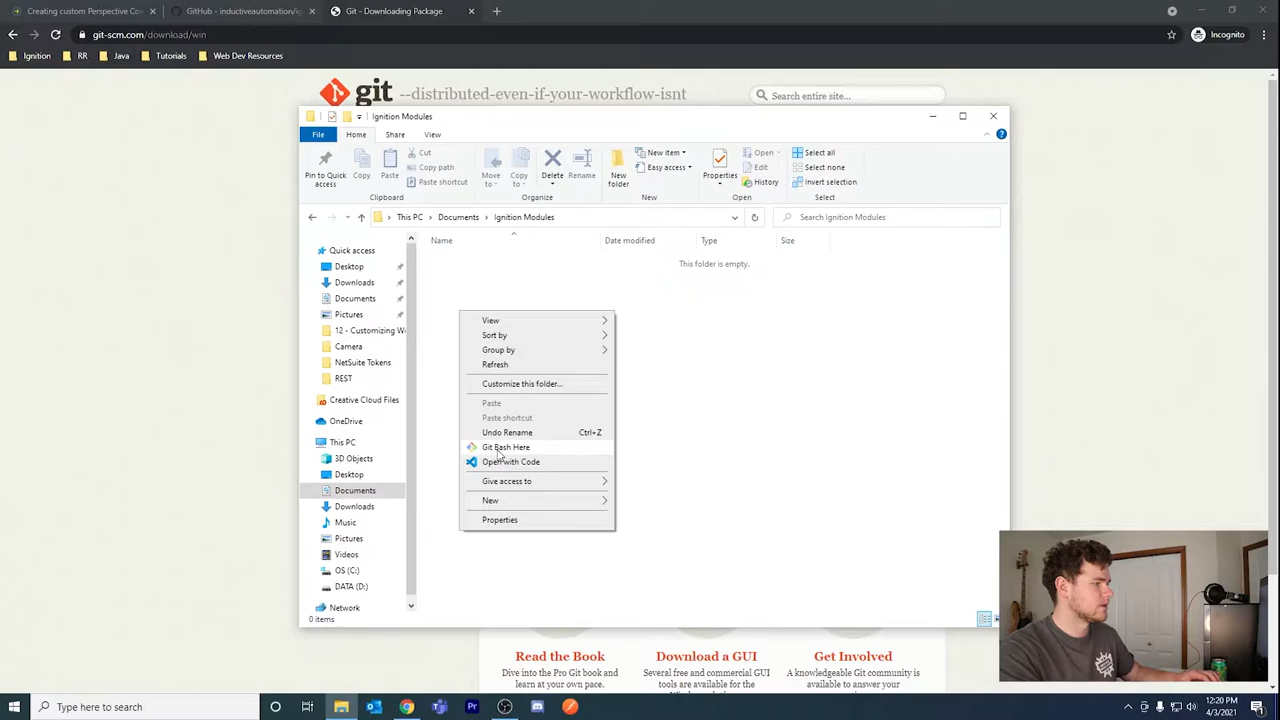 Creating custom Perspective Co
GitHub - inductiveautomation/ig
Git - Downloading Package
git-scm.com/download/win
Incognito
Ignition
RR
Java
Tutorials
Web Dev Resources
git --distributed-even-if-your-workflow-isnt
Search entire site...
Ignition Modules
File
Home
Share
View
Pin to Quick access
Copy
Paste
Cut
Copy path
Paste shortcut
Clipboard
Move to
Copy to
Delete
Rename
Organize
New folder
New item
Easy access
New
Properties
Open
Edit
History
Open
Select all
Select none
Invert selection
Select
This PC
Documents
Ignition Modules
Search Ignition Modules
Name
Date modified
Type
Size
This folder is empty.
Quick access
Desktop
Downloads
Documents
Pictures
12 - Customizing Wo
Camera
NetSuite Tokens
REST
Creative Cloud Files
OneDrive
This PC
3D Objects
Desktop
Documents
Downloads
Music
Pictures
Videos
OS (C:)
DATA (D:)
Network
0 items
View
Sort by
Group by
Refresh
Customize this folder...
Paste
Paste shortcut
Undo Rename Ctrl+Z
Git Bash Here
Open with Code
Give access to
New
Properties
Read the Book
Dive into the Pro Git book and
learn at your own pace.
Download a GUI
Several free and commercial GUI
tools are available for the
Get Involved
A knowledgeable Git community is
available to answer your
Type here to search
12:20 PM
4/3/2021